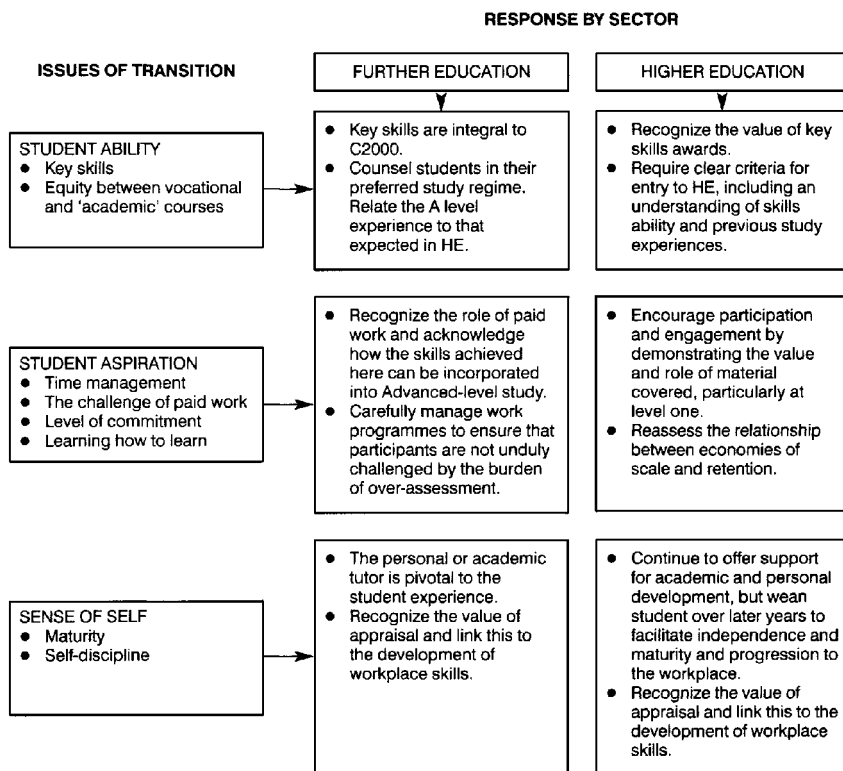 RESPONSE BY SECTOR
ISSUES OF TRANSITION
FURTHER EDUCATION
HIGHER EDUCATION
STUDENT ABILITY
● Key skills
● Equity between vocational
and ‘academic’ courses
● Key skills are integral to
C2000.
● Counsel students in their
preferred study regime.
Relate the A level
experience to that
expected in HE.
● Recognize the value of key
skills awards.
● Require clear criteria for
entry to HE, including an
understanding of skills
ability and previous study
experiences.
STUDENT ASPIRATION
● Time management
● The challenge of paid work
● Level of commitment
● Learning how to learn
● Recognize the role of paid
work and acknowledge
how the skills achieved
here can be incorporated
into Advanced-level study.
● Carefully manage work
programmes to ensure that
participants are not unduly
challenged by the burden
of over-assessment.
● Encourage participation
and engagement by
demonstrating the value
and role of material
covered, particularly at
level one.
● Reassess the relationship
between economies of
scale and retention.
SENSE OF SELF
● Maturity
● Self-discipline
● The personal or academic
tutor is pivotal to the
student experience.
● Recognize the value of
appraisal and link this to
the development of
workplace skills.
● Continue to offer support
for academic and personal
development, but wean
student over later years to
facilitate independence and
maturity and progression to
the workplace.
● Recognize the value of
appraisal and link this to the
development of workplace
skills.